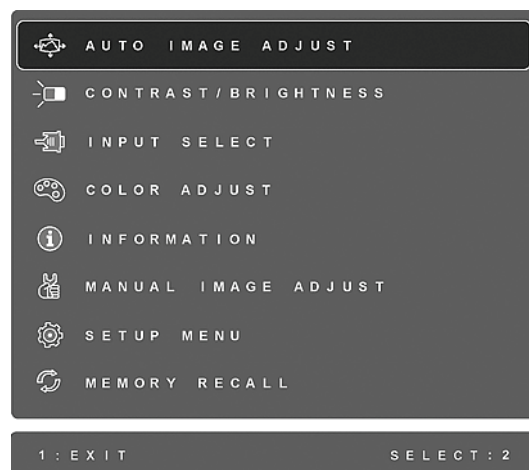 AUTO IMAGE ADJUST
CONTRAST/BRIGHTNESS
INPUT SELECT
COLOR ADJUST
INFORMATION
MANUAL IMAGE ADJUST
SETUP MENU
MEMORY RECALL
1:EXIT SELECT:2